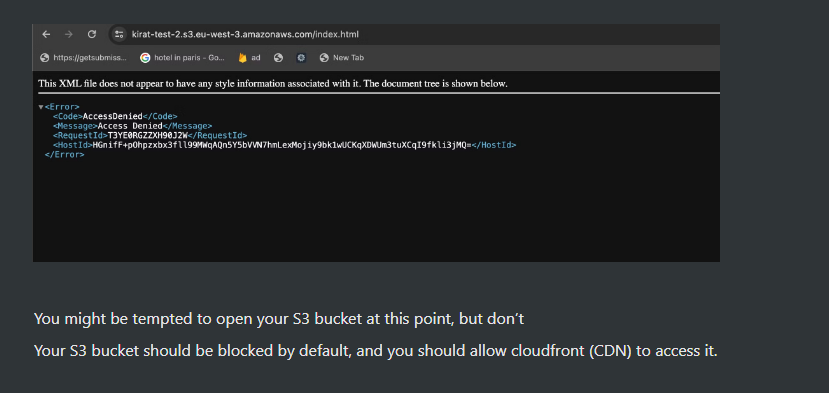 kirat-test-2.s3.eu-west-3.amazonaws.com/index.html
https://getsubmiss... hotel in paris - Go... ad New Tab
This XML file does not appear to have any style information associated with it. The document tree is shown below.
▼<Error>
<Code>AccessDenied</Code>
<Message>Access Denied</Message>
<RequestId>T3YE0RGZZXH90J2W</RequestId>
<HostId>HGnifF+pOhpzxbx3fll99MWqAQn5Y5bVVN7hmLexMojiy9bk1wUCKqXDWUm3tuXCqI9fkli3jMQ=</HostId>
</Error>
You might be tempted to open your S3 bucket at this point, but don’t
Your S3 bucket should be blocked by default, and you should allow cloudfront (CDN) to access it.